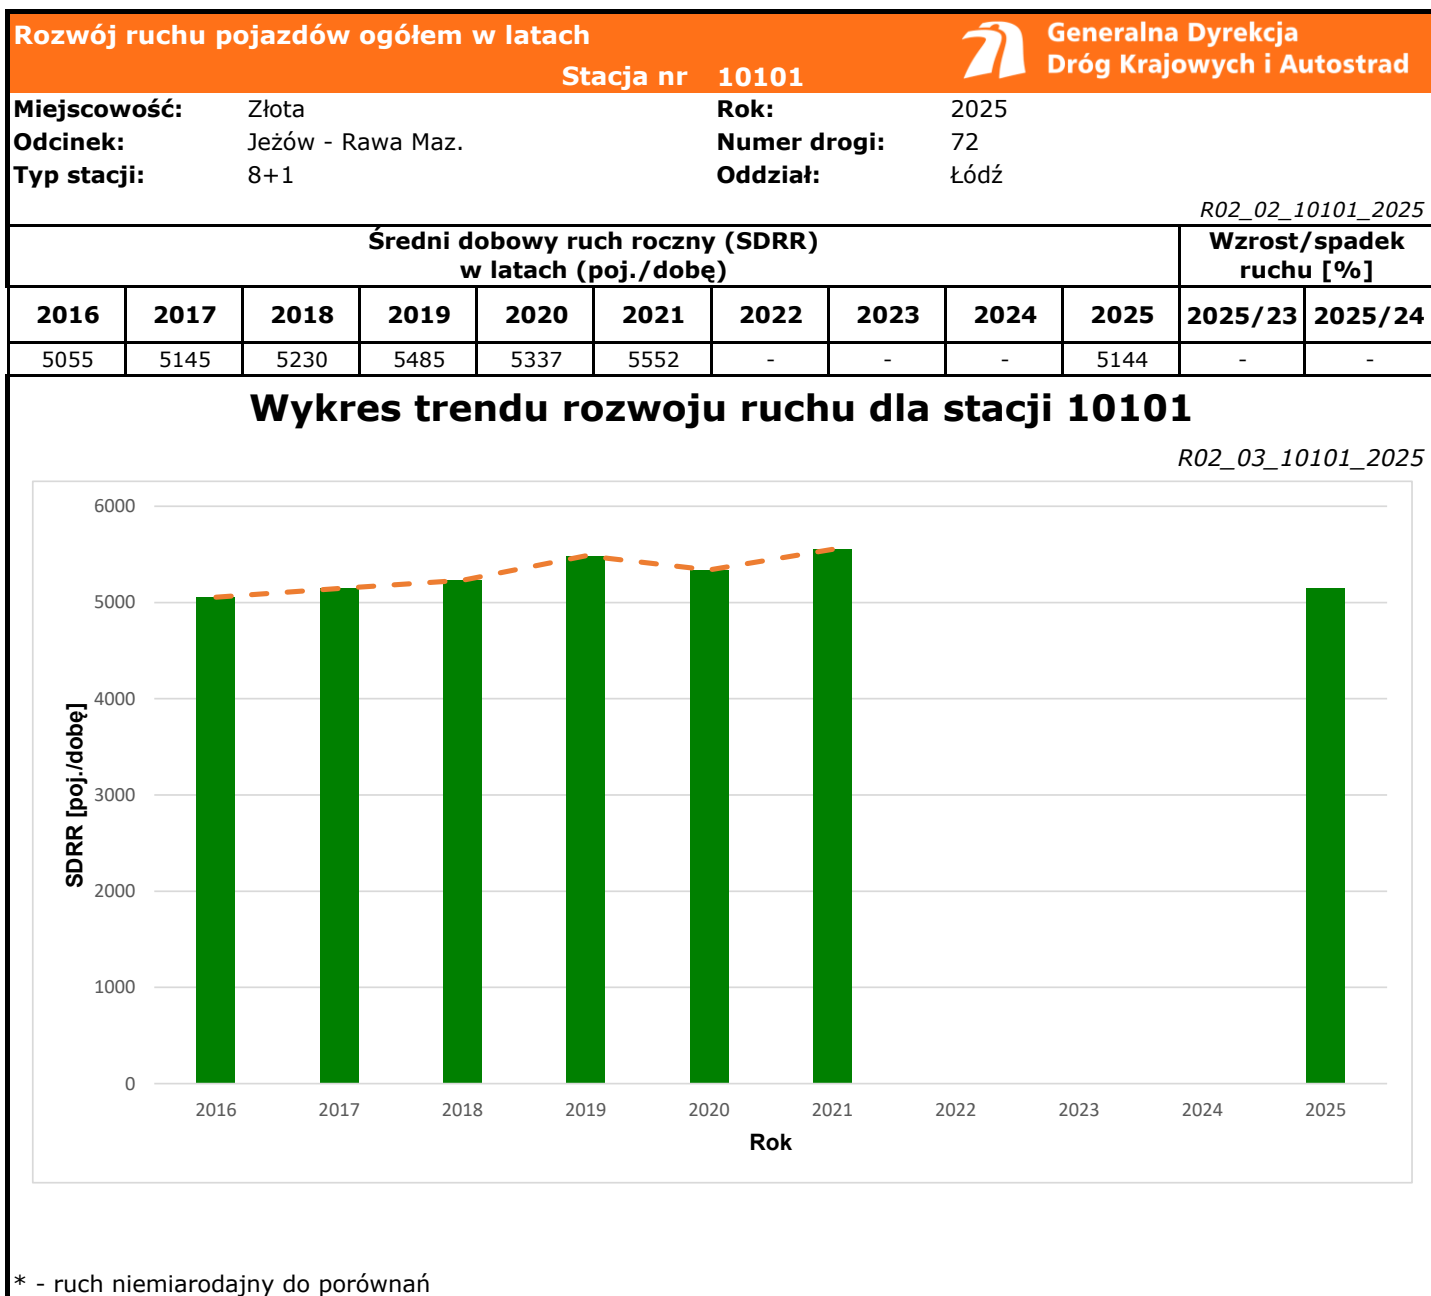 Rozwój ruchu pojazdów ogółem w latach
Stacja nr 10101
Generalna Dyrekcja
Dróg Krajowych i Autostrad
Miejscowość: Złota Rok: 2025
Odcinek: Jeżów - Rawa Maz. Numer drogi: 72
Typ stacji: 8+1 Oddział: Łódź
R02_02_10101_2025
Średni dobowy ruch roczny (SDRR)
w latach (poj./dobę)
Wzrost/spadek
ruchu [%]
2016 2017 2018 2019 2020 2021 2022 2023 2024 2025 2025/23 2025/24
5055 5145 5230 5485 5337 5552 - - - 5144 - -
Wykres trendu rozwoju ruchu dla stacji 10101
R02_03_10101_2025
6000
5000
4000
3000
2000
1000
0
SDRR [poj./dobę]
2016 2017 2018 2019 2020 2021 2022 2023 2024 2025
Rok
* - ruch niemiarodajny do porównań